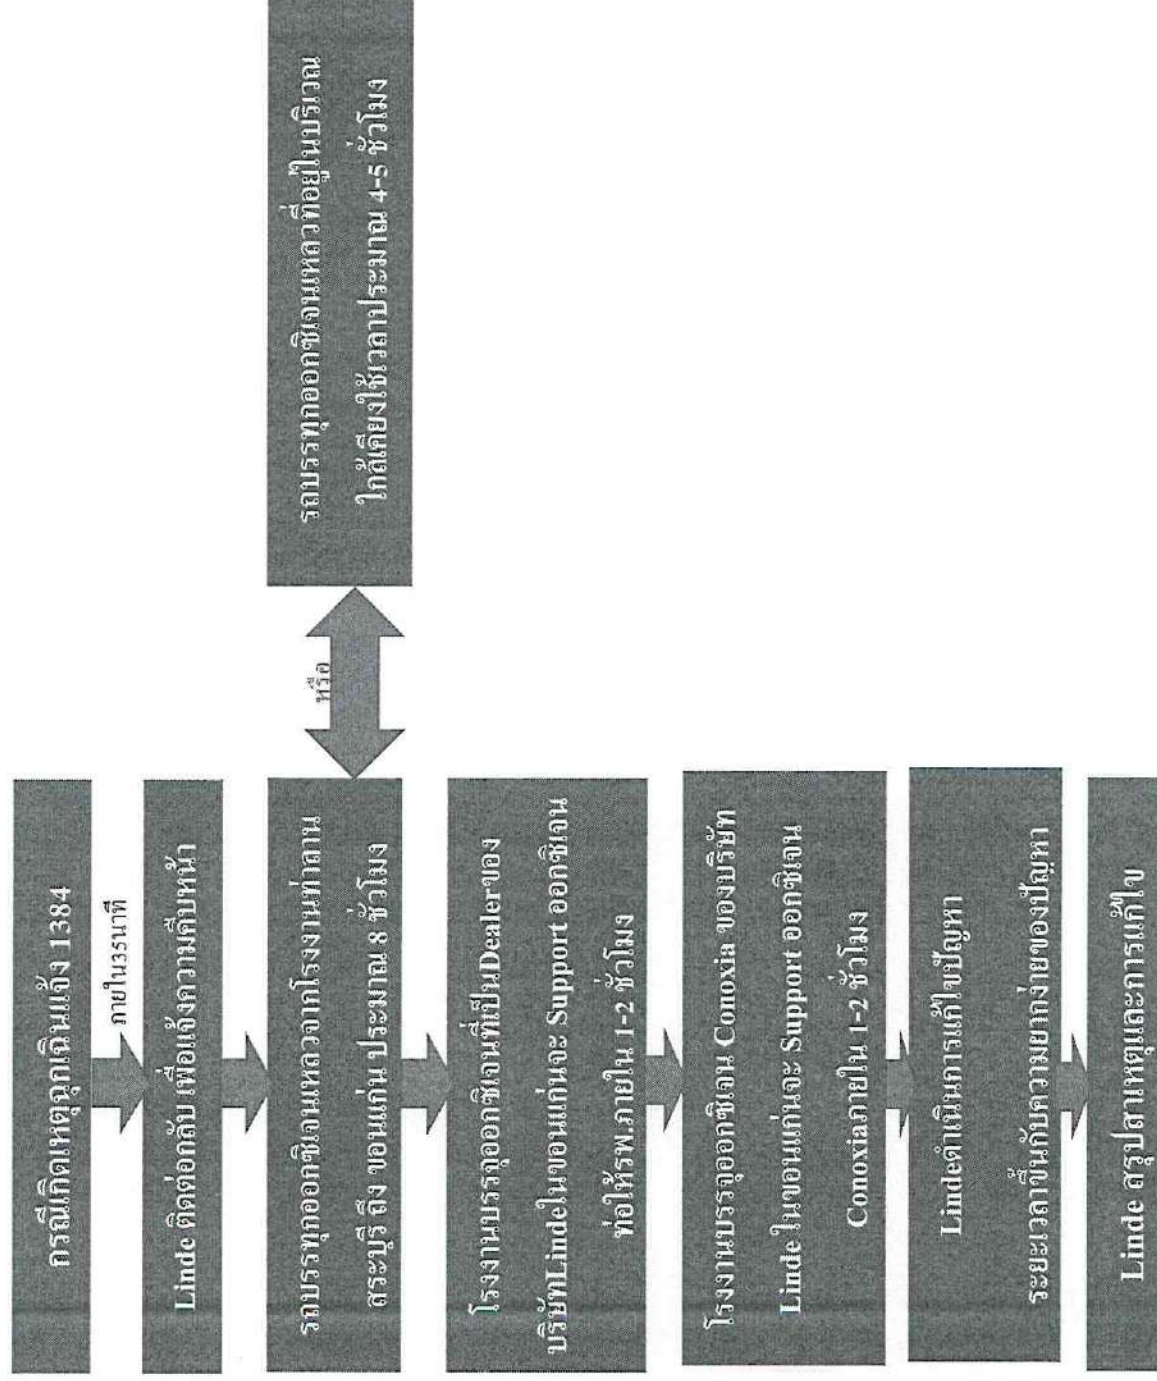 กรณีเกิดเหตุฉุกเฉินแจ้ง 1384
ภายใน35นาที
Linde ติดต่อกลับ เพื่อแจ้งความคืบหน้า
รถบรรทุกออกซิเจนเหลวจากโรงงานท่าลาน
สระบุรี ถึง ขอนแก่น ประมาณ 8 ชั่วโมง
หรือ
รถบรรทุกออกซิเจนเหลวที่อยู่ในบริเวณ
ใกล้เคียงใช้เวลาประมาณ 4-5 ชั่วโมง
โรงงานบรรจุออกซิเจนที่เป็นDealerของ
บริษัทLindeในขอนแก่นจะ Support ออกซิเจน
ท่อให้รพ.ภายใน 1-2 ชั่วโมง
โรงงานบรรจุออกซิเจน Conoxia ของบริษัท
Linde ในขอนแก่นจะ Support ออกซิเจน
Conoxiaภายใน 1-2 ชั่วโมง
Lindeดำเนินการแก้ไขปัญหา
ระยะเวลาขึ้นกับความยากง่ายของปัญหา
Linde สรุปสาเหตุและการแก้ไข